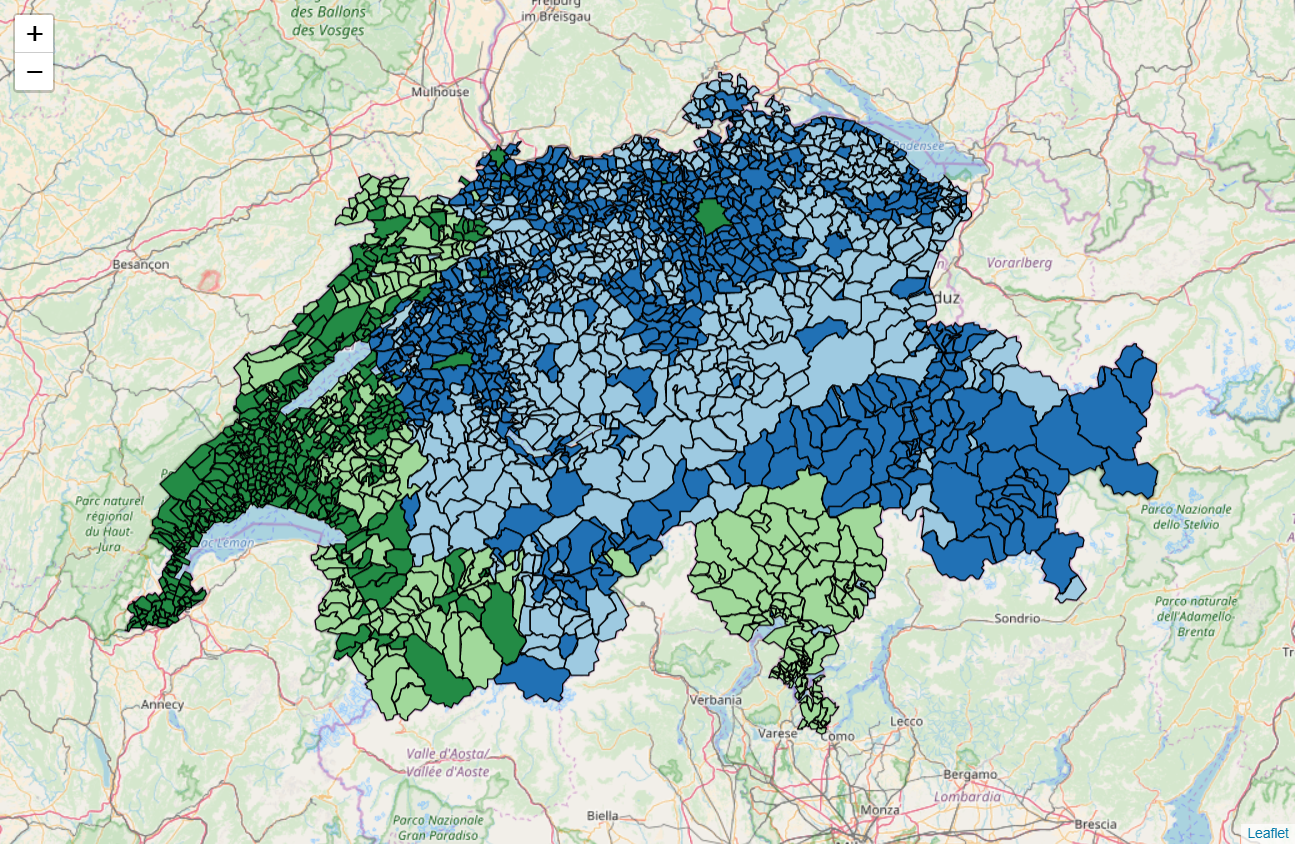 Freiburg
im Breisgau
des Ballons
des Vosges
+
−
Mulhouse
Bodensee
Besançon
Vorarlberg
duz
Parc naturel
régional
du Haut-
Jura
Parco Nazionale
dello Stelvio
Léman
Parco naturale
dell'Adamello-
Brenta
Sondrio
Tr
Annecy
Verbania
Lecco
Varese
Como
Valle d'Aosta/
Vallée d'Aoste
Bergamo
Lombardia
Biella
Monza
Parco Nazionale
Gran Paradiso
Brescia
Leaflet